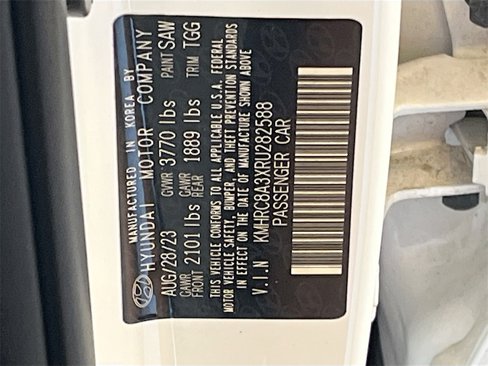 MANUFACTURED IN KOREA BY
HYUNDAI MOTOR COMPANY
AUG/28/23 GVWR 3770 lbs PAINT SAW
GAWR FRONT 2101 lbs GAWR REAR 1889 lbs TRIM TGG
THIS VEHICLE CONFORMS TO ALL APPLICABLE U.S.A. FEDERAL
MOTOR VEHICLE SAFETY, BUMPER, AND THEFT PREVENTION STANDARDS
IN EFFECT ON THE DATE OF MANUFACTURE SHOWN ABOVE
V.I.N KMHRC8A3XRU282588
PASSENGER CAR